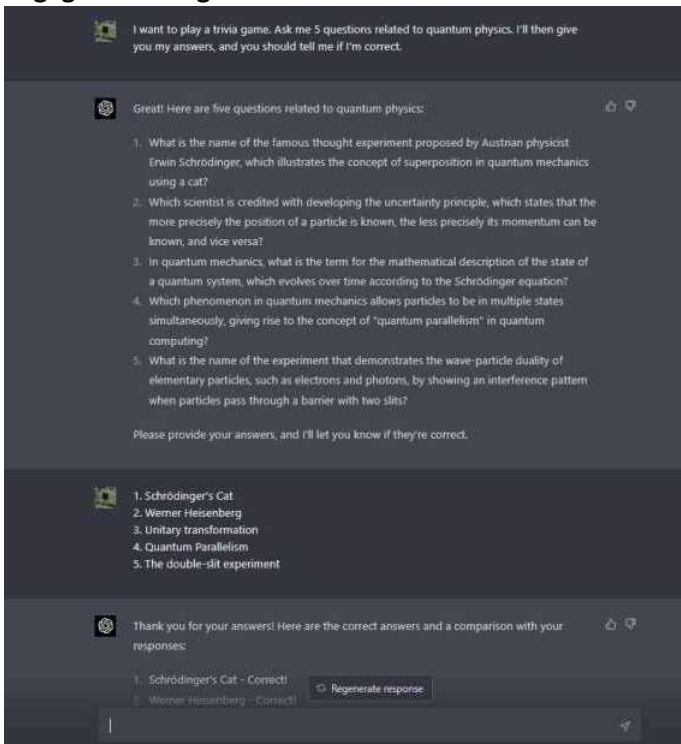 I want to play a trivia game. Ask me 5 questions related to quantum physics. I'll then give
you my answers, and you should tell me if I'm correct.
Great! Here are five questions related to quantum physics:
1. What is the name of the famous thought experiment proposed by Austrian physicist
Erwin Schrödinger, which illustrates the concept of superposition in quantum mechanics
using a cat?
2. Which scientist is credited with developing the uncertainty principle, which states that the
more precisely the position of a particle is known, the less precisely its momentum can be
known, and vice versa?
3. In quantum mechanics, what is the term for the mathematical description of the state of
a quantum system, which evolves over time according to the Schrödinger equation?
4. Which phenomenon in quantum mechanics allows particles to be in multiple states
simultaneously, giving rise to the concept of "quantum parallelism" in quantum
computing?
5. What is the name of the experiment that demonstrates the wave-particle duality of
elementary particles, such as electrons and photons, by showing an interference pattern
when particles pass through a barrier with two slits?
Please provide your answers, and I'll let you know if they're correct.
1. Schrödinger's Cat
2. Werner Heisenberg
3. Unitary transformation
4. Quantum Parallelism
5. The double-slit experiment
Thank you for your answers! Here are the correct answers and a comparison with your
responses:
1. Schrödinger's Cat - Correct!
Regenerate response
2. Werner Heisenberg - Correct!